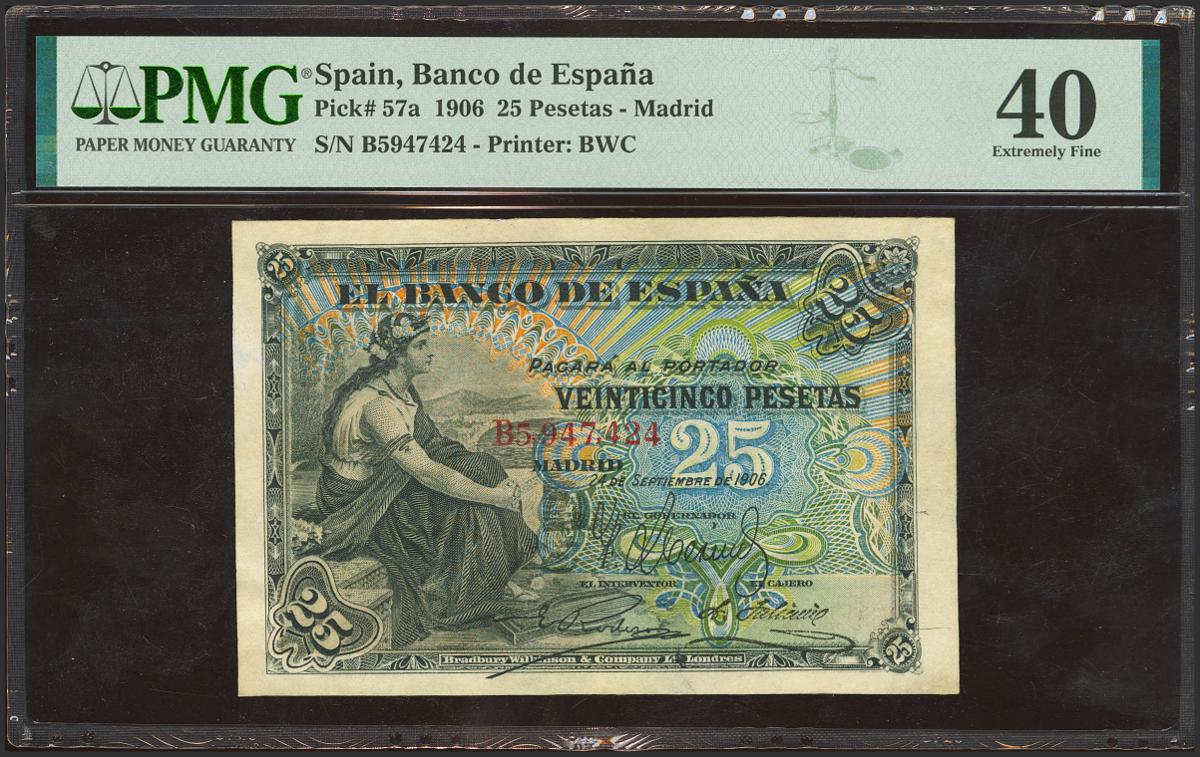 PMG®
PAPER MONEY GUARANTY
Spain, Banco de España
Pick# 57a 1906 25 Pesetas - Madrid
S/N B5947424 - Printer: BWC
40
Extremely Fine
25
EL BANCO DE ESPAÑA
25
PAGARÁ AL PORTADOR
VEINTICINCO PESETAS
B5,947,424
25
MADRID
24 DE SEPTIEMBRE DE 1906
EL GOBERNADOR
EL INTERVENTOR
EL CAJERO
25
25
Bradbury Wilkinson & Company Ld. Londres